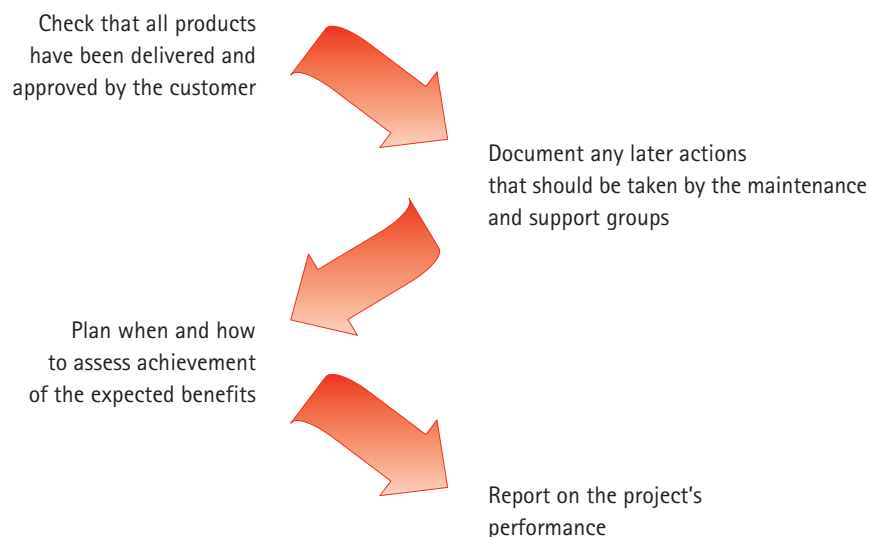 Check that all products
have been delivered and
approved by the customer
Document any later actions
that should be taken by the maintenance
and support groups
Plan when and how
to assess achievement
of the expected benefits
Report on the project's
performance